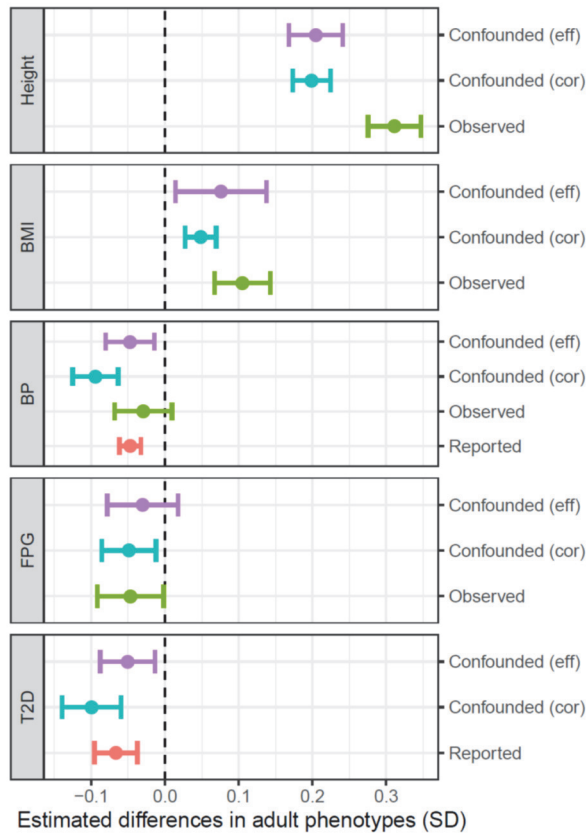 Height
Confounded (eff)
Confounded (cor)
Observed
BMI
Confounded (eff)
Confounded (cor)
Observed
BP
Confounded (eff)
Confounded (cor)
Observed
Reported
FPG
Confounded (eff)
Confounded (cor)
Observed
T2D
Confounded (eff)
Confounded (cor)
Reported
−0.1 0.0 0.1 0.2 0.3
Estimated differences in adult phenotypes (SD)